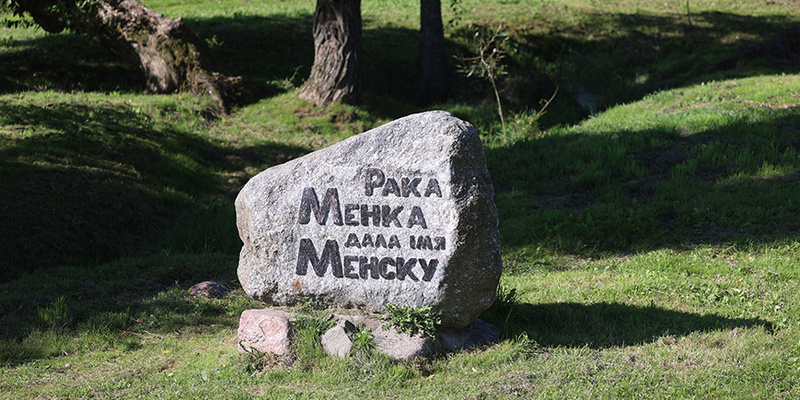 Рака
Менка
дала імя
Менску